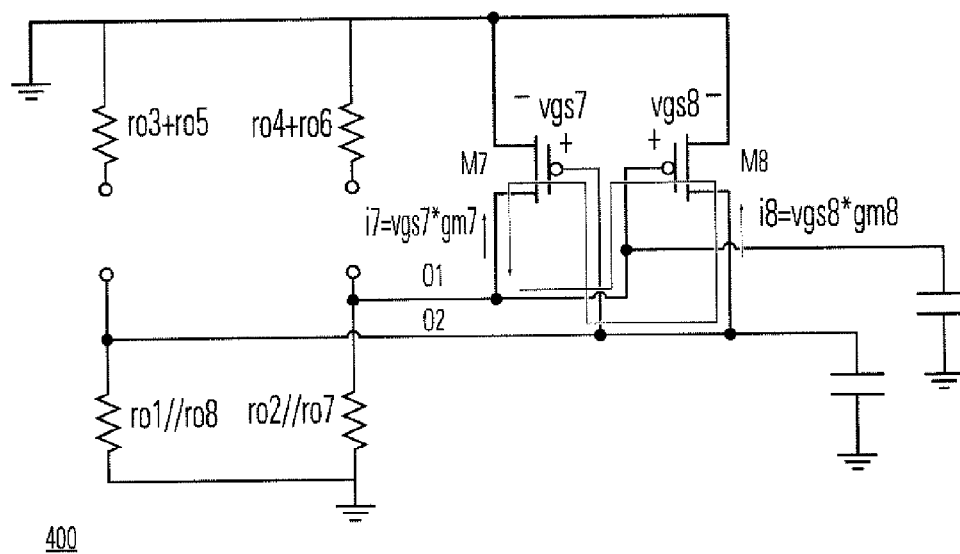 − vgs7
+
vgs8 −
+
ro3+ro5
ro4+ro6
M7
M8
i7=vgs7*gm7
i8=vgs8*gm8
O1
O2
ro1//ro8
ro2//ro7
400